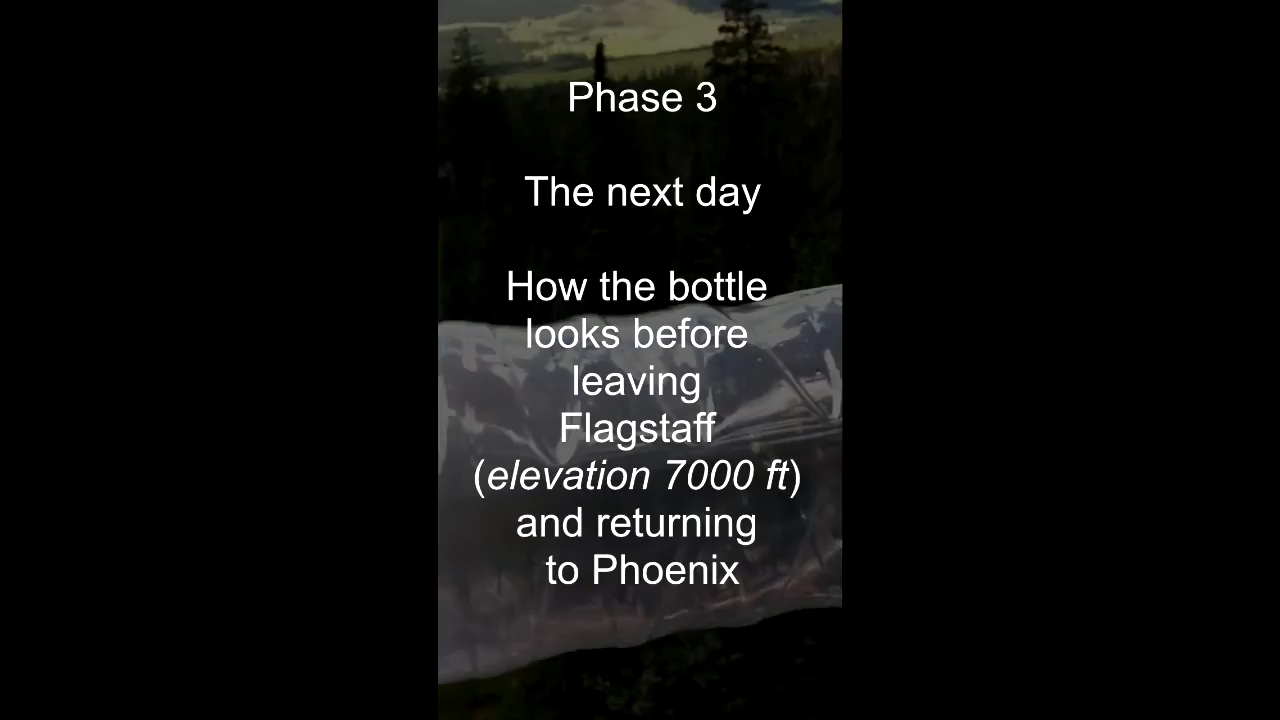 Phase 3
The next day
How the bottle
looks before
leaving
Flagstaff
(elevation 7000 ft)
and returning
to Phoenix